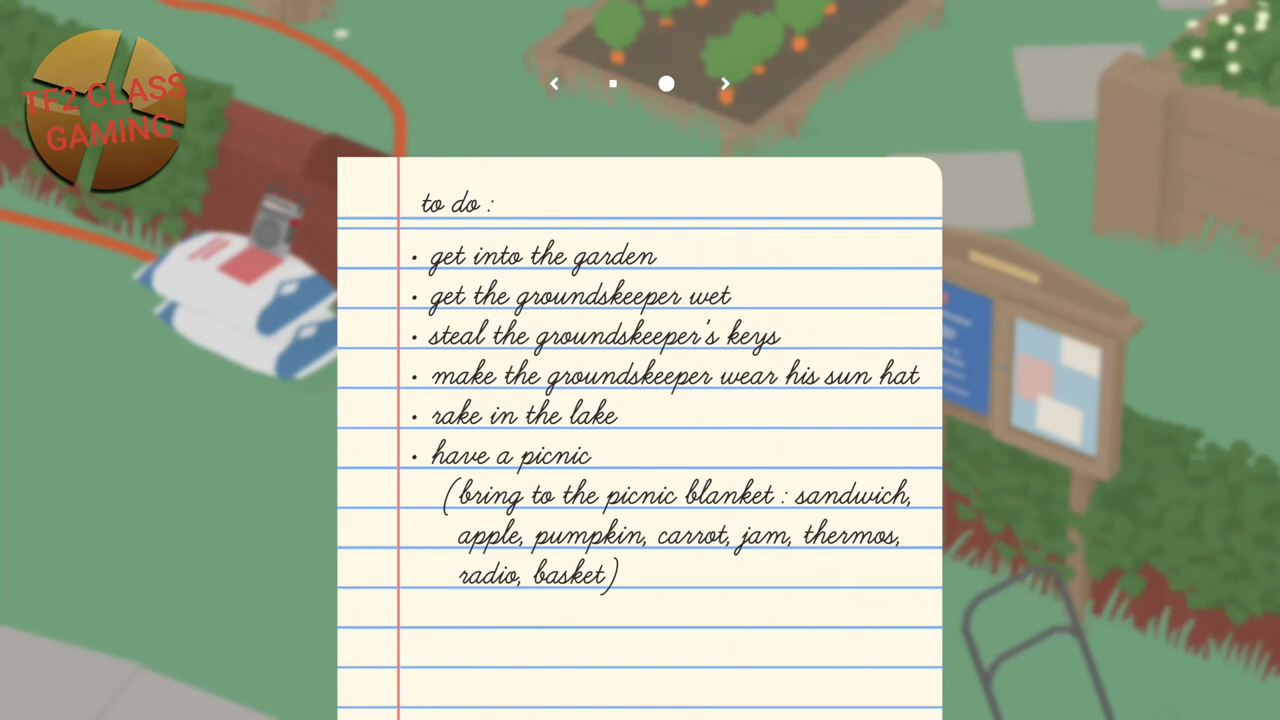 TF2 CLASS
GAMING
to do :
• get into the garden
• get the groundskeeper wet
• steal the groundskeeper's keys
• make the groundskeeper wear his sun hat
• rake in the lake
• have a picnic
(bring to the picnic blanket : sandwich,
apple, pumpkin, carrot, jam, thermos,
radio, basket)